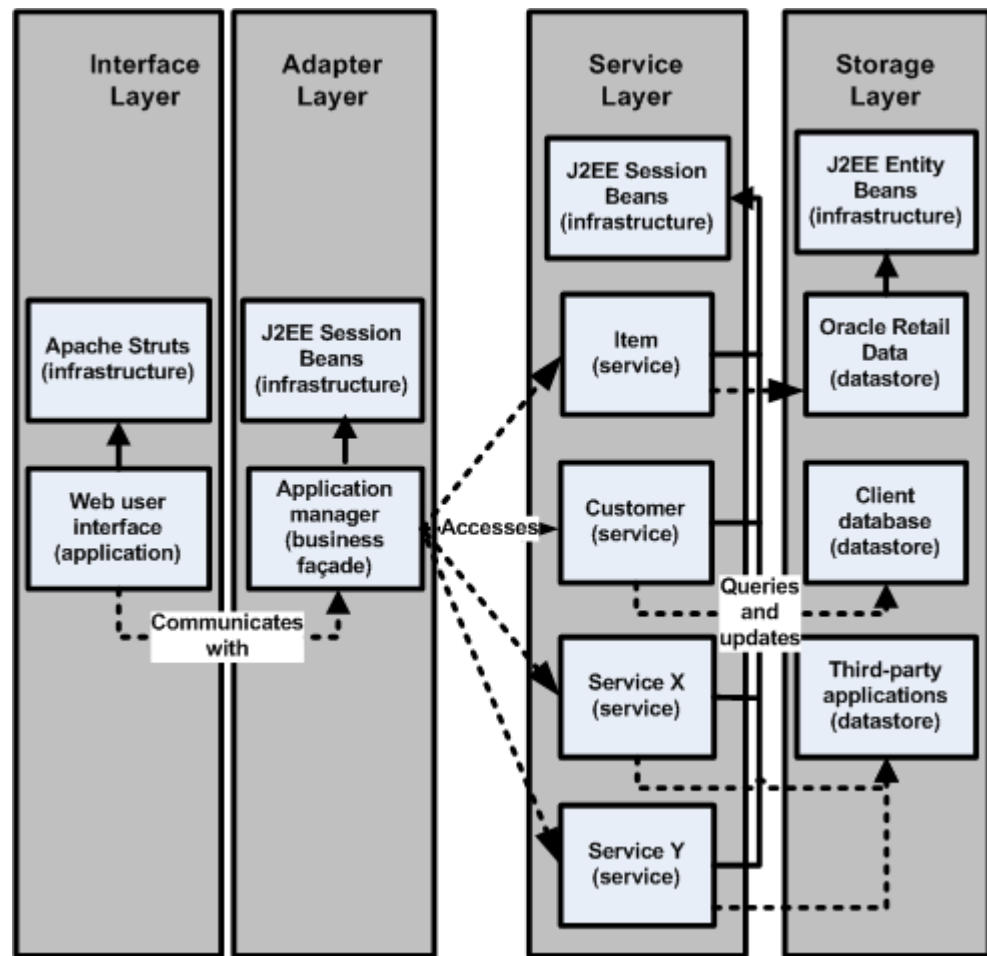 Interface
Layer
Adapter
Layer
Service
Layer
Storage
Layer
J2EE Session
Beans
(infrastructure)
J2EE Entity
Beans
(infrastructure)
Apache Struts
(infrastructure)
J2EE Session
Beans
(infrastructure)
Item
(service)
Oracle Retail
Data
(datastore)
Web user
interface
(application)
Application
manager
(business
façade)
Accesses
Customer
(service)
Client
database
(datastore)
Communicates
with
Queries
and
updates
Service X
(service)
Third-party
applications
(datastore)
Service Y
(service)